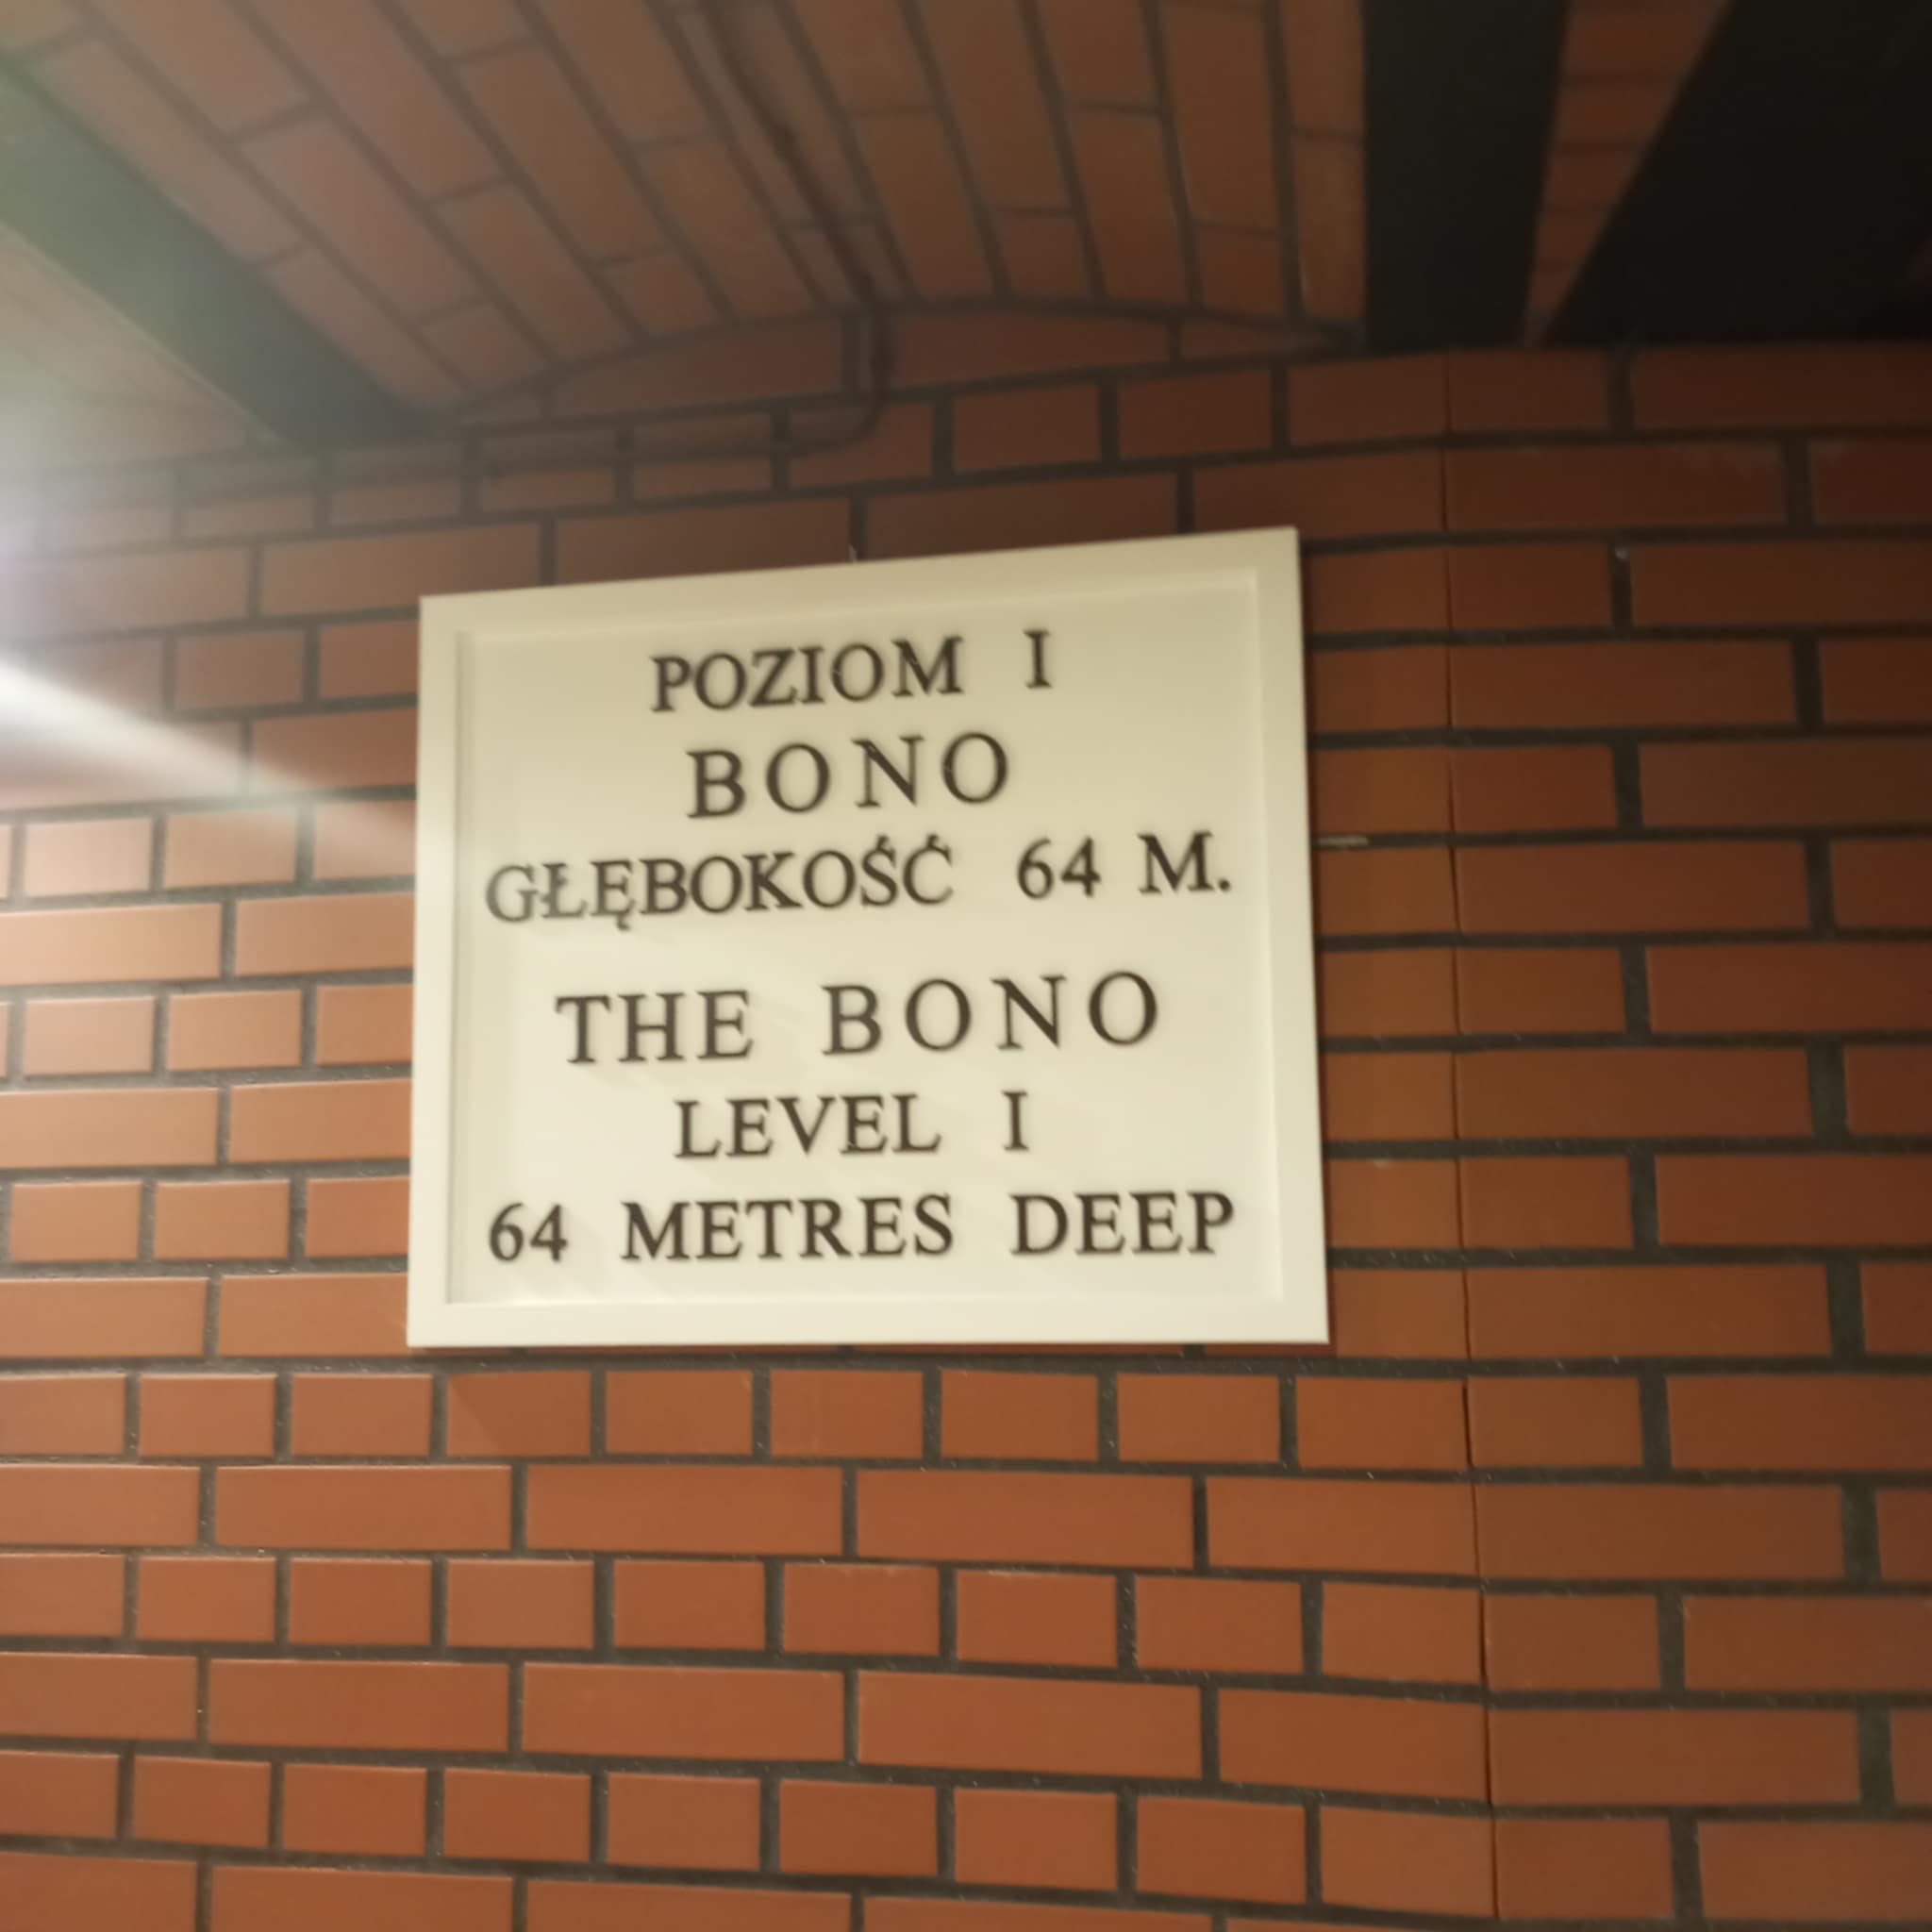 POZIOM I
BONO
GŁĘBOKOŚĆ 64 M.
THE BONO
LEVEL I
64 METRES DEEP